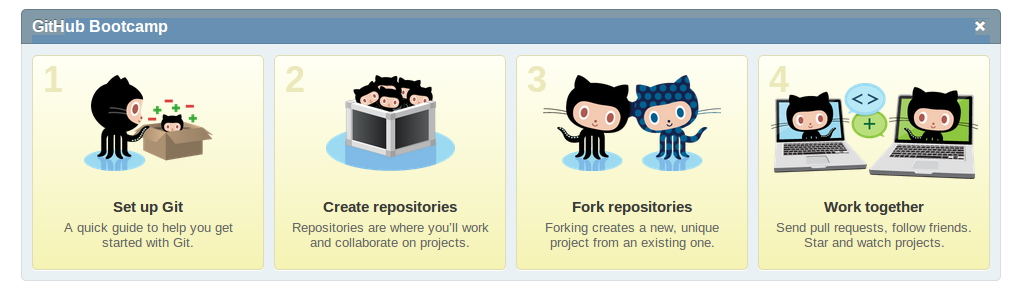 GitHub Bootcamp
1
Set up Git
A quick guide to help you get
started with Git.
2
Create repositories
Repositories are where you'll work
and collaborate on projects.
3
Fork repositories
Forking creates a new, unique
project from an existing one.
4
<>
+
Work together
Send pull requests, follow friends.
Star and watch projects.